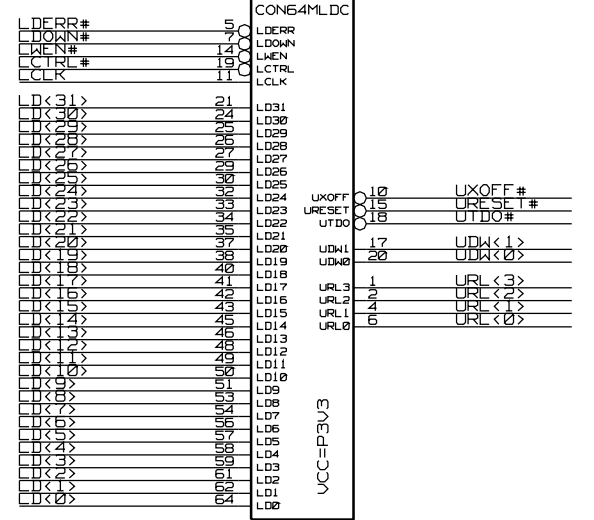 CON64MLDC
LDERR# 5 LDERR
LDOWN# 7 LDOWN
LWEN# 14 LWEN
LCTRL# 19 LCTRL
LCLK 11 LCLK
LD<31> 21 LD31
LD<30> 24 LD30
LD<29> 25 LD29
LD<28> 26 LD28
LD<27> 27 LD27
LD<26> 29 LD26
LD<25> 30 LD25
LD<24> 32 LD24 UXOFF 10 UXOFF#
LD<23> 33 LD23 URESET 15 URESET#
LD<22> 34 LD22 UTDO 18 UTDO#
LD<21> 35 LD21
LD<20> 37 LD20 UDW1 17 UDW<1>
LD<19> 38 LD19 UDW0 20 UDW<0>
LD<18> 40 LD18
LD<17> 41 LD17 URL3 1 URL<3>
LD<16> 42 LD16 URL2 2 URL<2>
LD<15> 43 LD15 URL1 4 URL<1>
LD<14> 45 LD14 URL0 6 URL<0>
LD<13> 46 LD13
LD<12> 48 LD12
LD<11> 49 LD11
LD<10> 50 LD10
LD<9> 51 LD9
LD<8> 53 LD8
LD<7> 54 LD7
LD<6> 56 LD6
LD<5> 57 LD5
LD<4> 58 LD4
LD<3> 59 LD3
LD<2> 61 LD2
LD<1> 62 LD1
LD<0> 64 LD0
VCC=P3V3